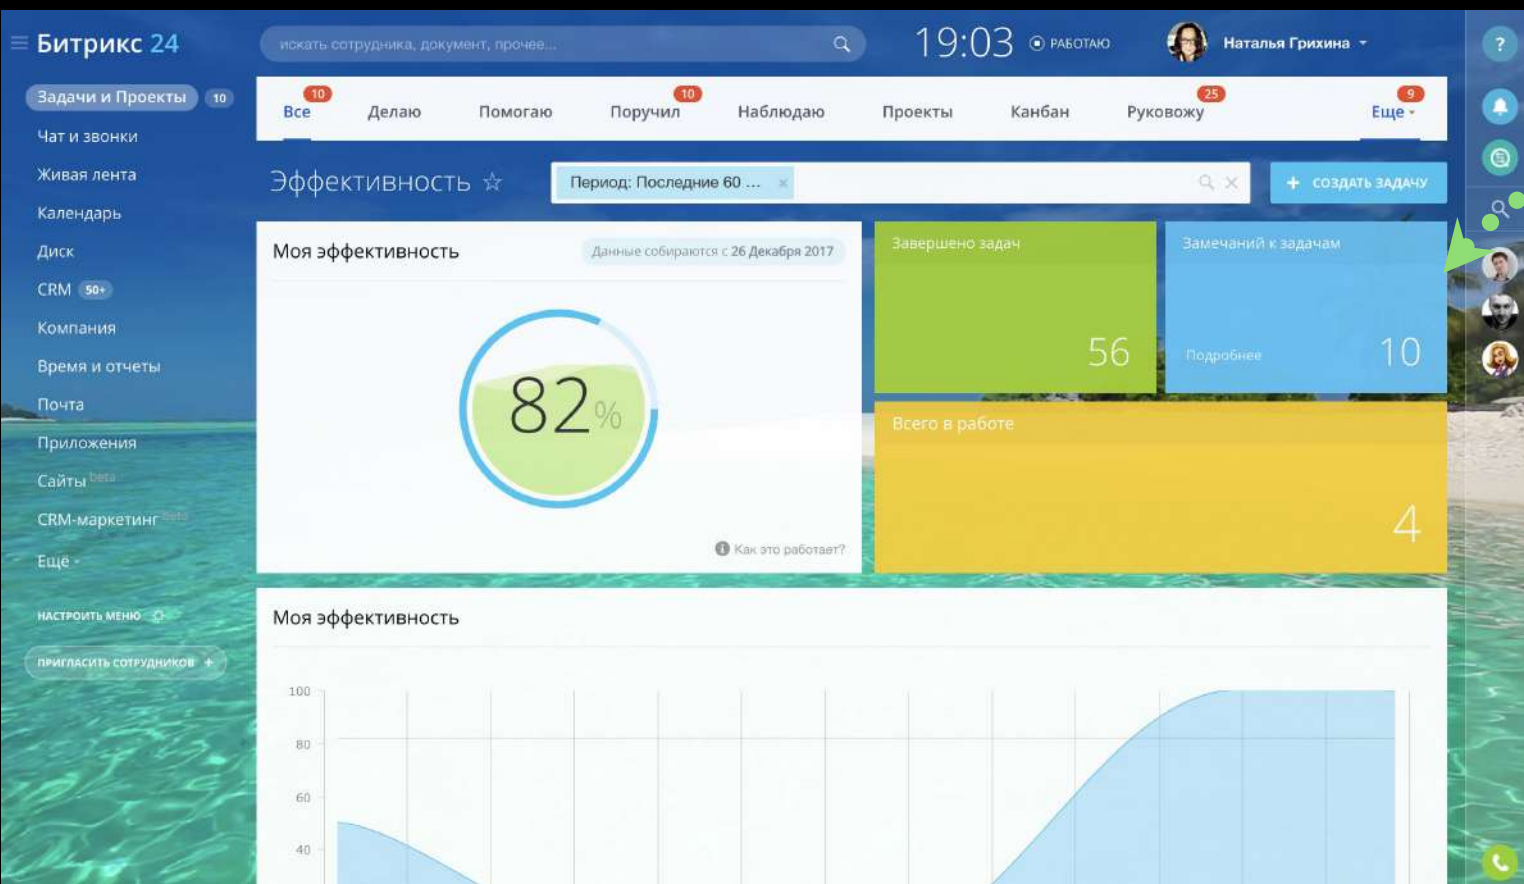 Битрикс 24
искать сотрудника, документ, прочее...
19:03
РАБОТАЮ
Наталья Грихина
?
Задачи и Проекты 10
Чат и звонки
Живая лента
Календарь
Диск
CRM 50+
Компания
Время и отчеты
Почта
Приложения
Сайты beta
CRM-маркетинг beta
Ещё
НАСТРОИТЬ МЕНЮ
ПРИГЛАСИТЬ СОТРУДНИКОВ +
10 10 25 9
Все Делаю Помогаю Поручил Наблюдаю Проекты Канбан Руковожу Еще
Эффективность
Период: Последние 60 ... ×
+ СОЗДАТЬ ЗАДАЧУ
Моя эффективность
Данные собираются с 26 Декабря 2017
82%
Как это работает?
Завершено задач
56
Замечаний к задачам
Подробнее
10
Всего в работе
4
Моя эффективность
100
80
60
40